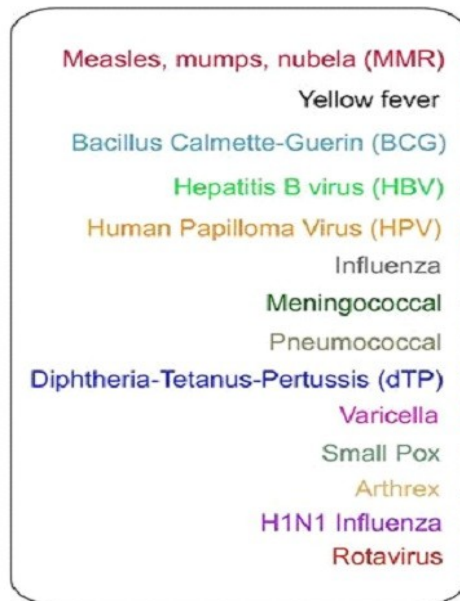 Measles, mumps, nubela (MMR)
Yellow fever
Bacillus Calmette-Guerin (BCG)
Hepatitis B virus (HBV)
Human Papilloma Virus (HPV)
Influenza
Meningococcal
Pneumococcal
Diphtheria-Tetanus-Pertussis (dTP)
Varicella
Small Pox
Arthrex
H1N1 Influenza
Rotavirus